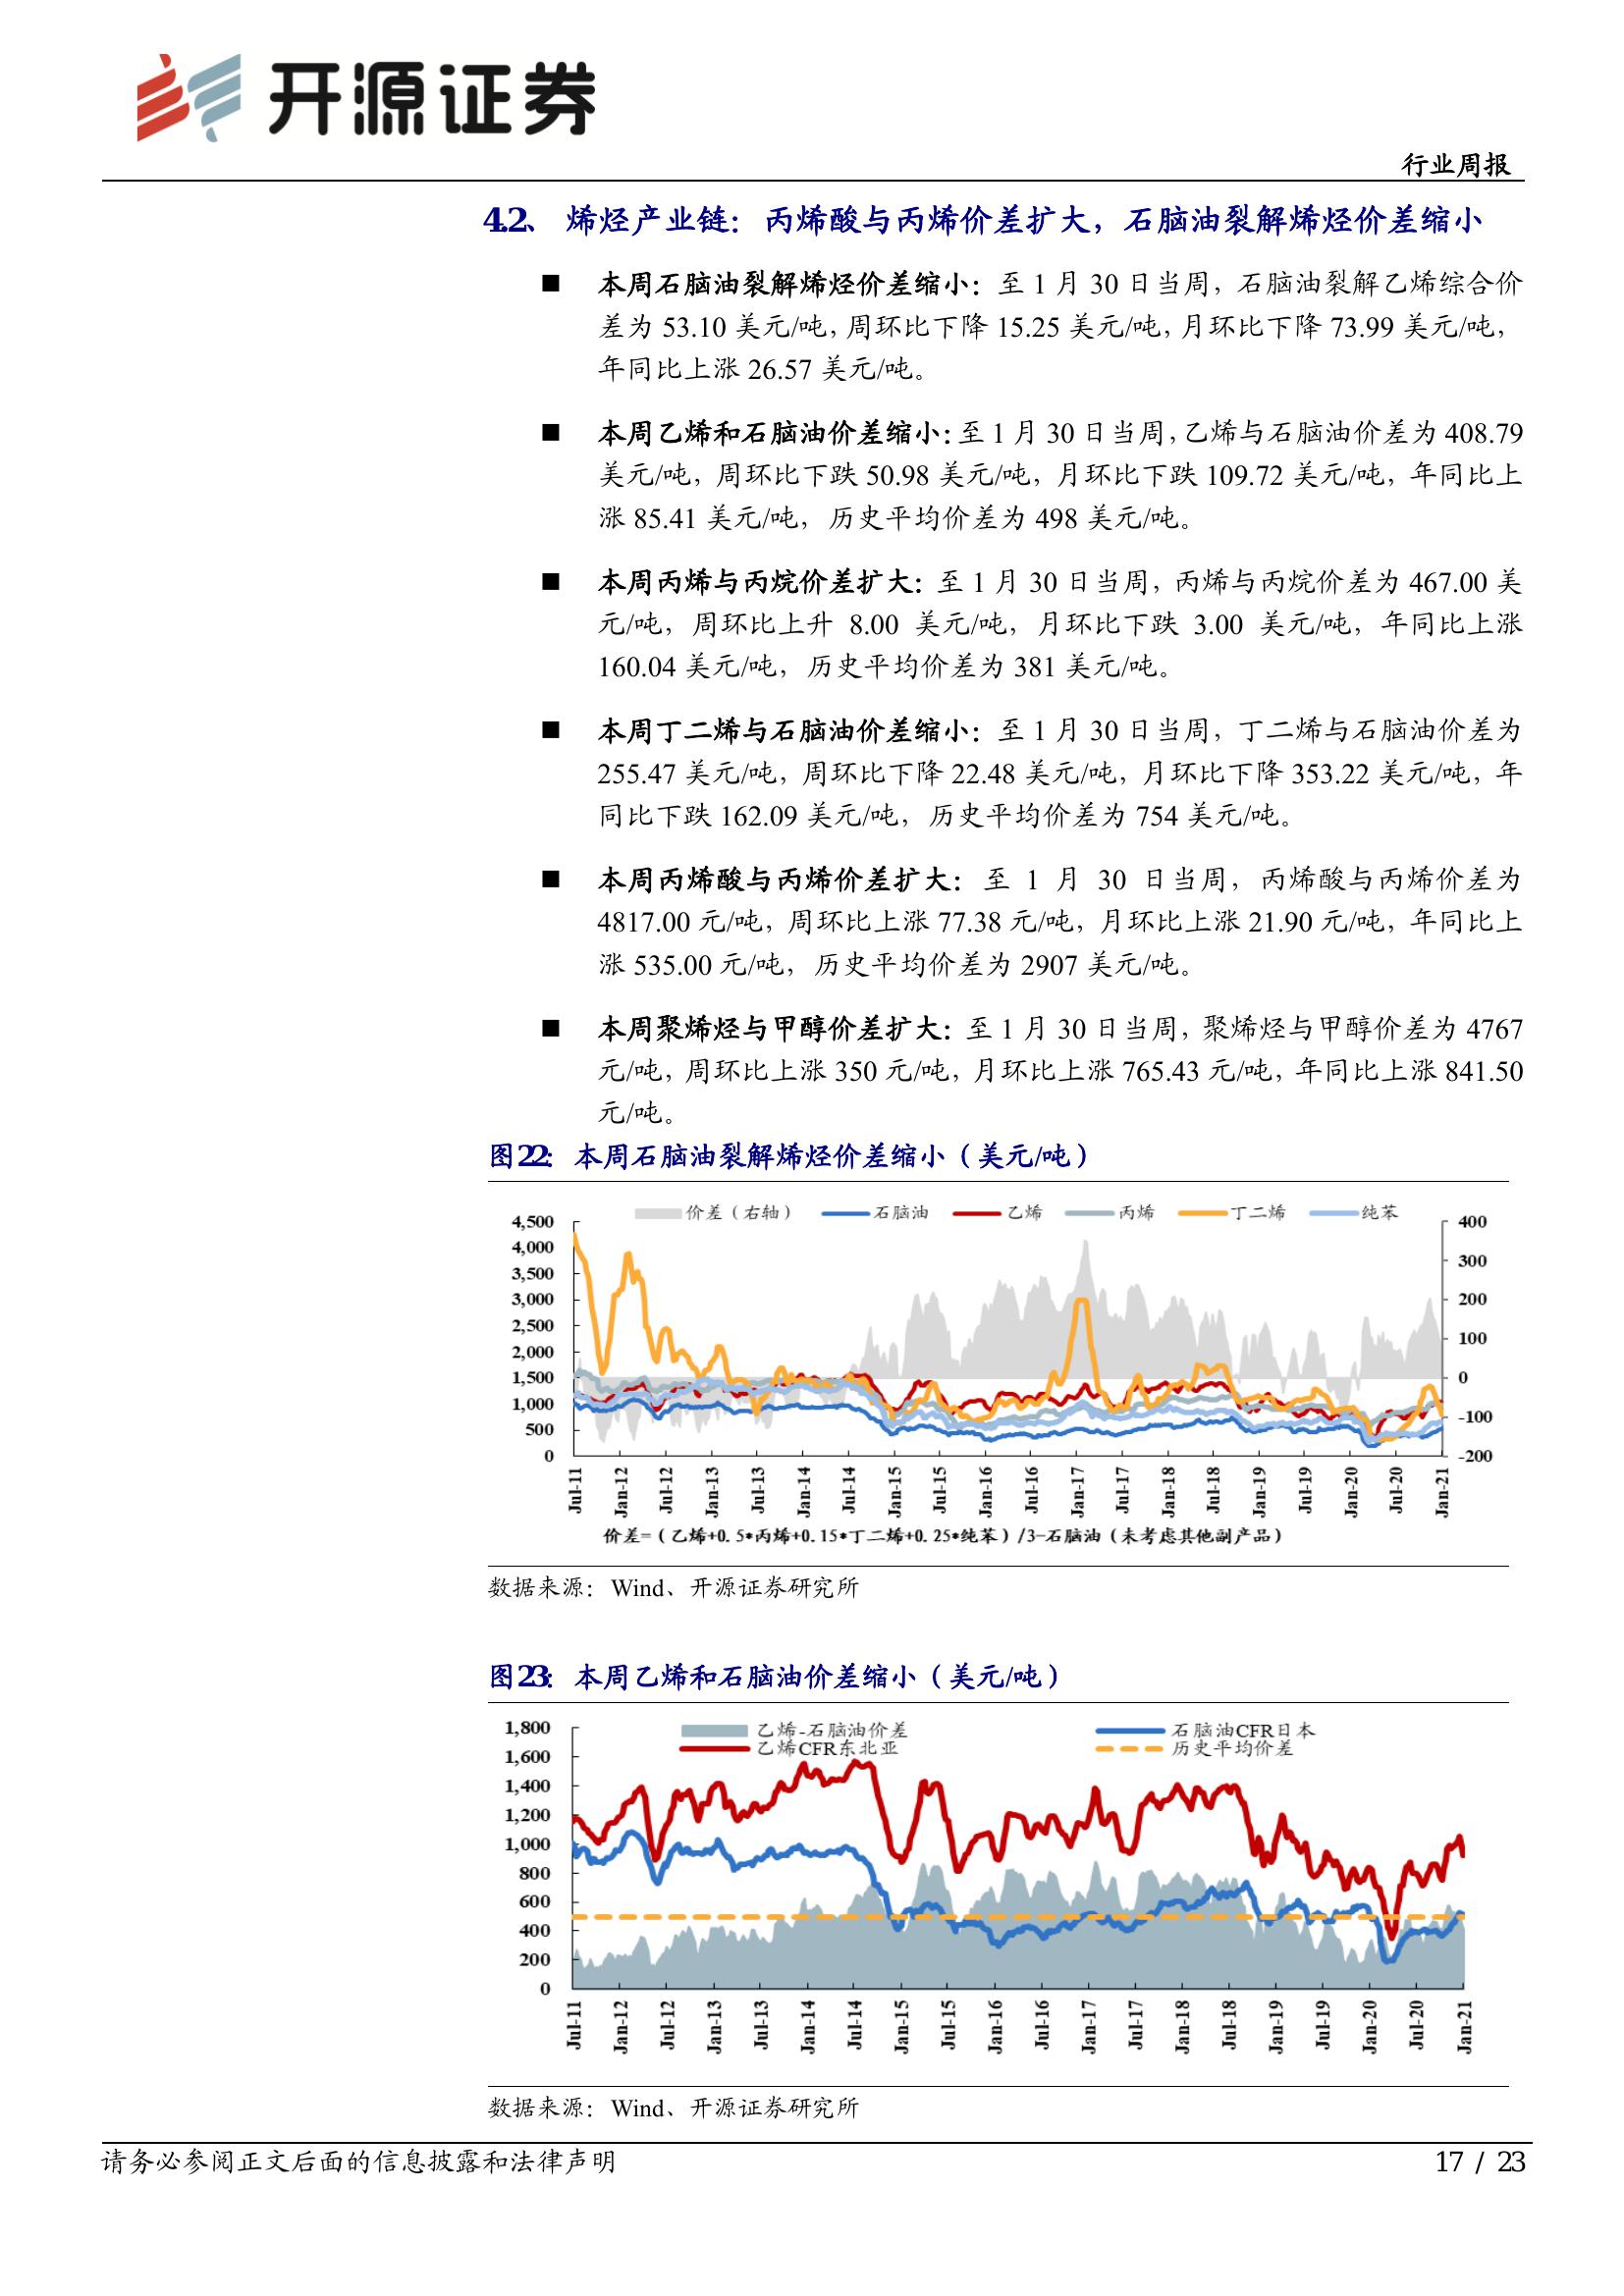 开源证券
行业周报
4.2、 烯烃产业链：丙烯酸与丙烯价差扩大，石脑油裂解烯烃价差缩小
■ 本周石脑油裂解烯烃价差缩小：至 1 月 30 日当周，石脑油裂解乙烯综合价
差为 53.10 美元/吨，周环比下降 15.25 美元/吨，月环比下降 73.99 美元/吨，
年同比上涨 26.57 美元/吨。
■ 本周乙烯和石脑油价差缩小：至 1 月 30 日当周，乙烯与石脑油价差为 408.79
美元/吨，周环比下跌 50.98 美元/吨，月环比下跌 109.72 美元/吨，年同比上
涨 85.41 美元/吨，历史平均价差为 498 美元/吨。
■ 本周丙烯与丙烷价差扩大：至 1 月 30 日当周，丙烯与丙烷价差为 467.00 美
元/吨，周环比上升 8.00 美元/吨，月环比下跌 3.00 美元/吨，年同比上涨
160.04 美元/吨，历史平均价差为 381 美元/吨。
■ 本周丁二烯与石脑油价差缩小：至 1 月 30 日当周，丁二烯与石脑油价差为
255.47 美元/吨，周环比下降 22.48 美元/吨，月环比下降 353.22 美元/吨，年
同比下跌 162.09 美元/吨，历史平均价差为 754 美元/吨。
■ 本周丙烯酸与丙烯价差扩大：至 1 月 30 日当周，丙烯酸与丙烯价差为
4817.00 元/吨，周环比上涨 77.38 元/吨，月环比上涨 21.90 元/吨，年同比上
涨 535.00 元/吨，历史平均价差为 2907 美元/吨。
■ 本周聚烯烃与甲醇价差扩大：至 1 月 30 日当周，聚烯烃与甲醇价差为 4767
元/吨，周环比上涨 350 元/吨，月环比上涨 765.43 元/吨，年同比上涨 841.50
元/吨。
图22：本周石脑油裂解烯烃价差缩小（美元/吨）
价差（右轴） 石脑油 乙烯 丙烯 丁二烯 纯苯
4,500 400
4,000
3,500 300
3,000 200
2,500
2,000 100
1,500 0
1,000 -100
500
0 -200
Jul-11 Jan-12 Jul-12 Jan-13 Jul-13 Jan-14 Jul-14 Jan-15 Jul-15 Jan-16 Jul-16 Jan-17 Jul-17 Jan-18 Jul-18 Jan-19 Jul-19 Jan-20 Jul-20 Jan-21
价差=（乙烯+0.5*丙烯+0.15*丁二烯+0.25*纯苯）/3-石脑油（未考虑其他副产品）
数据来源：Wind、开源证券研究所
图23：本周乙烯和石脑油价差缩小（美元/吨）
乙烯-石脑油价差 石脑油CFR日本
乙烯CFR东北亚 历史平均价差
1,800
1,600
1,400
1,200
1,000
800
600
400
200
0
Jul-11 Jan-12 Jul-12 Jan-13 Jul-13 Jan-14 Jul-14 Jan-15 Jul-15 Jan-16 Jul-16 Jan-17 Jul-17 Jan-18 Jul-18 Jan-19 Jul-19 Jan-20 Jul-20 Jan-21
数据来源：Wind、开源证券研究所
请务必参阅正文后面的信息披露和法律声明 17 / 23